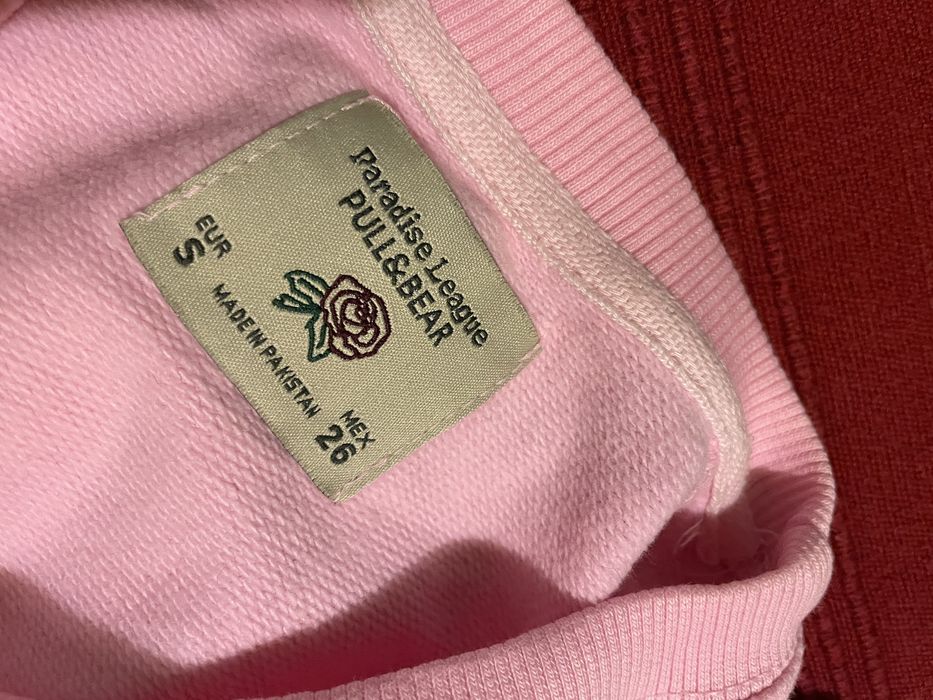 Paradise League
PULL&BEAR
EUR
S
MADE IN PAKISTAN
MEX
26